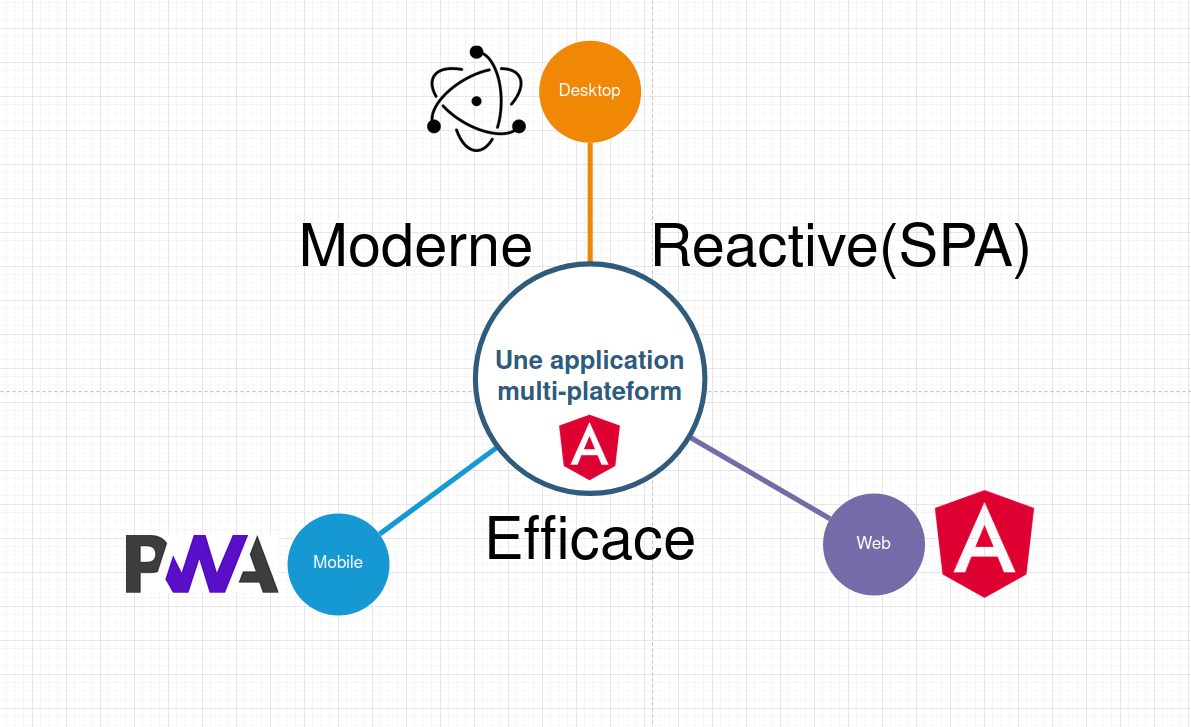 Desktop
Moderne
Reactive(SPA)
Une application
multi-plateform
A
Efficace
PWA
Mobile
Web
A